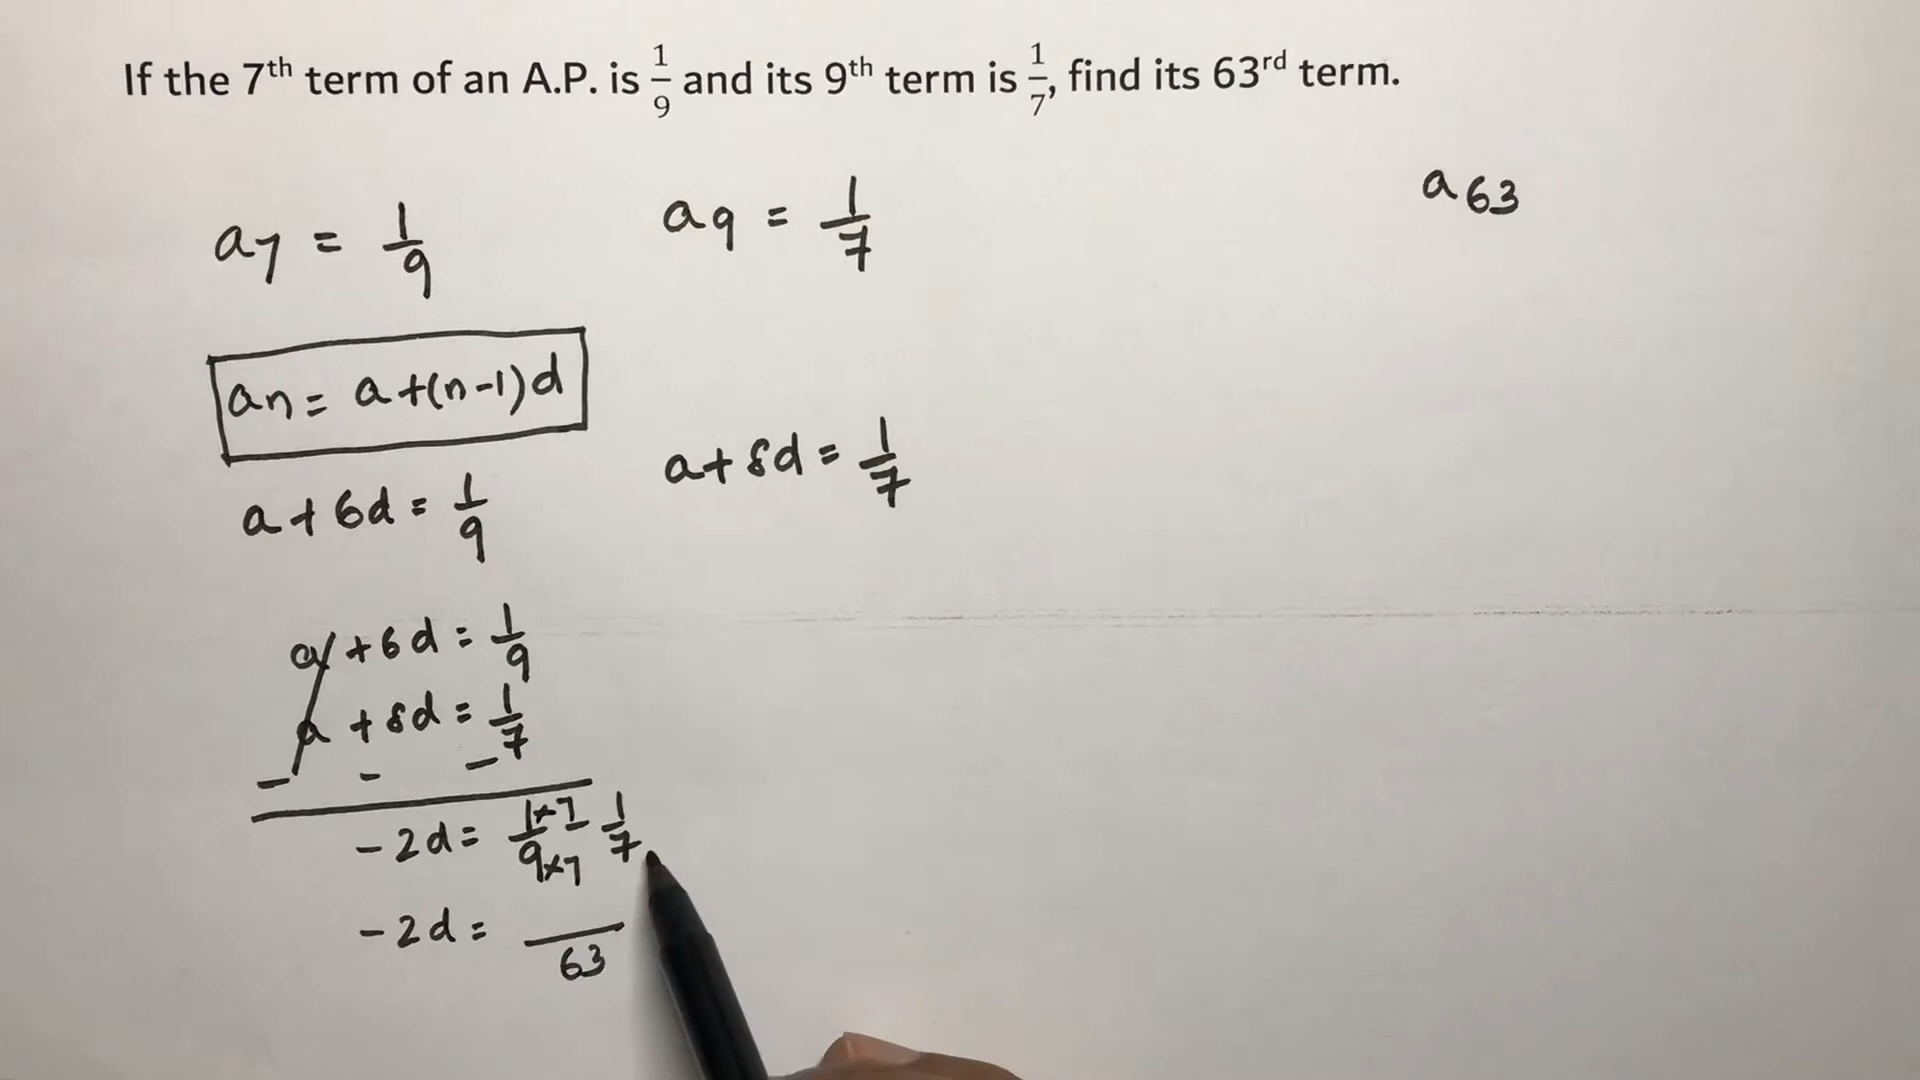 If the 7th term of an A.P. is 1/9 and its 9th term is 1/7, find its 63rd term.
a7 = 1/9
a9 = 1/7
a63
an = a+(n-1)d
a+6d = 1/9
a+8d = 1/7
a+6d = 1/9
a+8d = 1/7
- - -
-2d = 1×7/9×7 1/7
-2d = /63